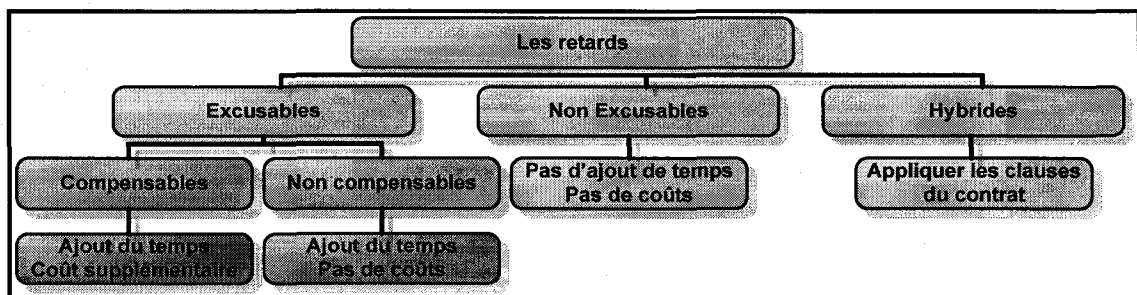 Les retards
Excusables
Non Excusables
Hybrides
Compensables
Non compensables
Pas d'ajout de temps
Pas de coûts
Appliquer les clauses
du contrat
Ajout du temps
Coût supplémentaire
Ajout du temps
Pas de coûts